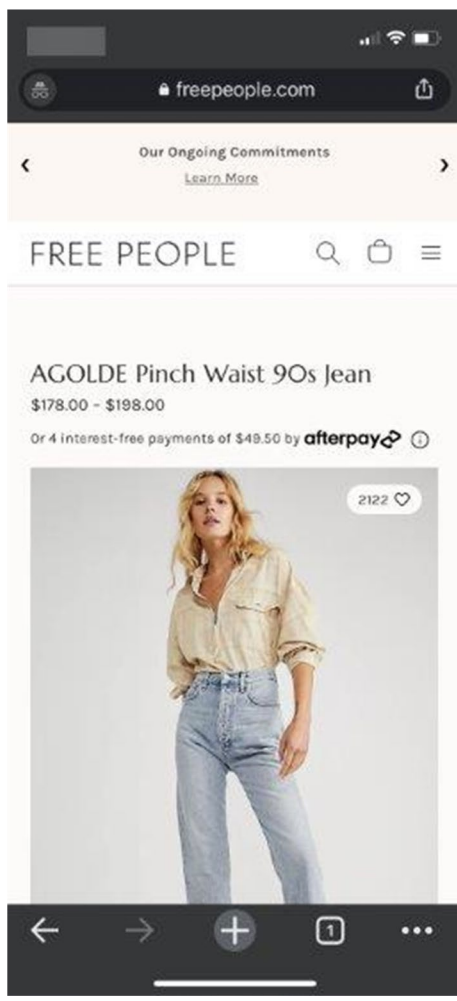 freepeople.com
Our Ongoing Commitments
Learn More
FREE PEOPLE
AGOLDE Pinch Waist 90s Jean
$178.00 - $198.00
Or 4 interest-free payments of $49.50 by afterpay
2122
1